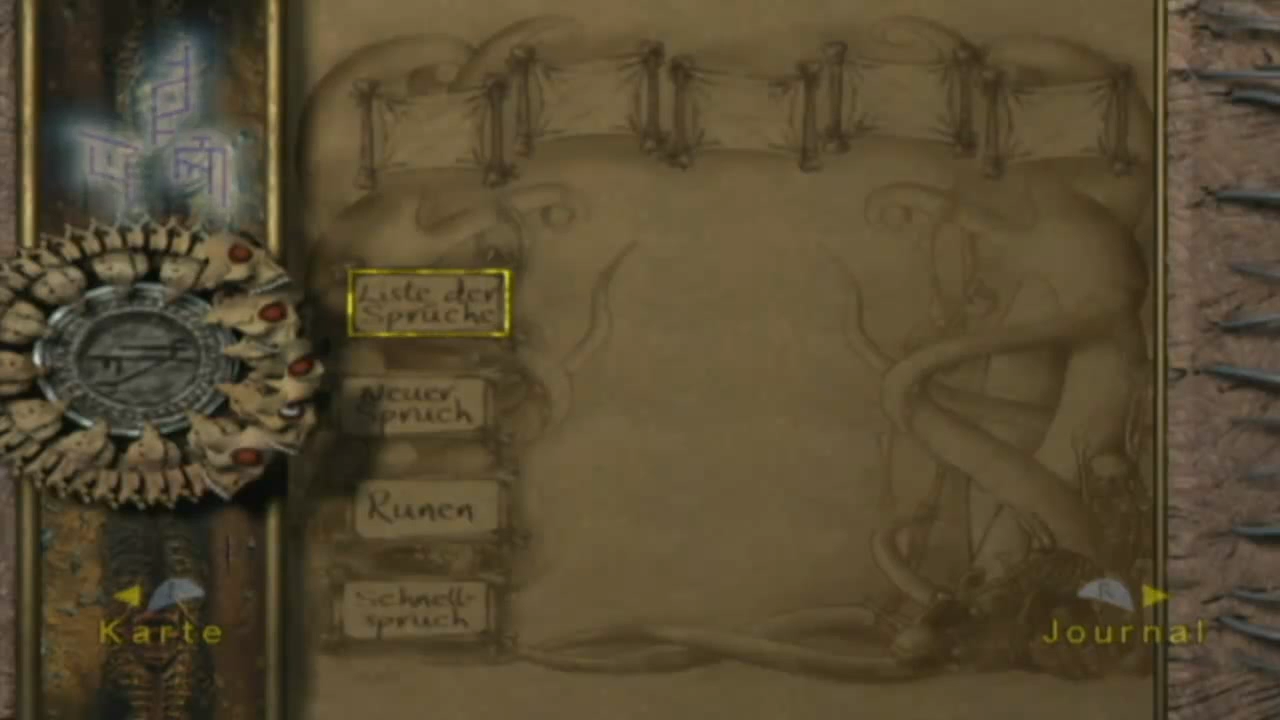 Liste der
Sprüche
Neuer
Spruch
Runen
Schnell-
spruch
Karte
R
Journal